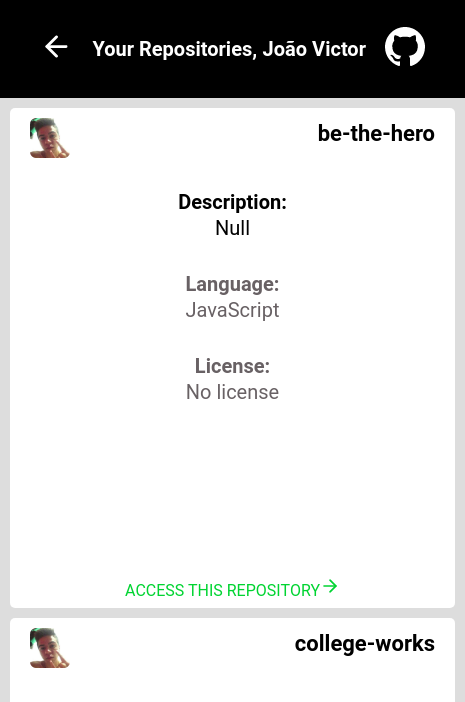 Your Repositories, João Victor
be-the-hero
Description:
Null
Language:
JavaScript
License:
No license
ACCESS THIS REPOSITORY
college-works